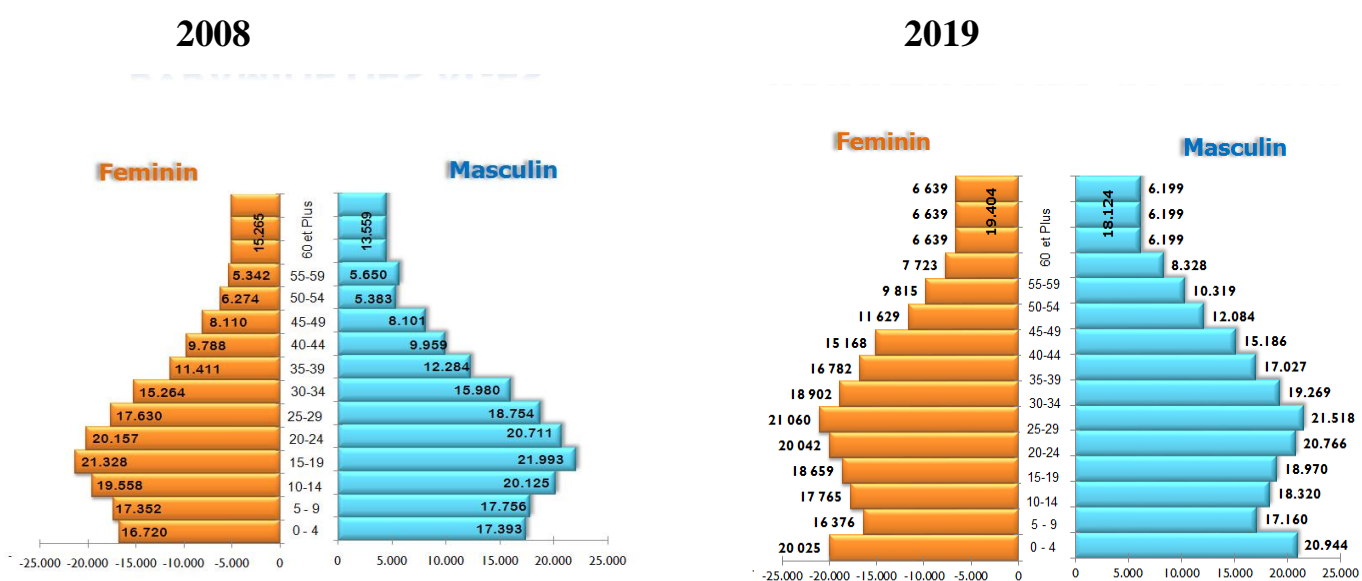 2008
2019
Feminin
Masculin
15.265 60 et Plus 13.559
5.342 55-59 5.650
6.274 50-54 5.383
8.110 45-49 8.101
9.788 40-44 9.959
11.411 35-39 12.284
15.264 30-34 15.980
17.630 25-29 18.754
20.157 20-24 20.711
21.328 15-19 21.993
19.558 10-14 20.125
17.352 5 - 9 17.756
16.720 0 - 4 17.393
-25.000 -20.000 -15.000 -10.000 -5.000 0
0 5.000 10.000 15.000 20.000 25.000
Feminin
Masculin
6 639 6.199
6 639 19.404 60 et Plus 18.124 6.199
6 639 6.199
7 723 8.328
9 815 55-59 10.319
11 629 50-54 12.084
15 168 45-49 15.186
16 782 40-44 17.027
18 902 35-39 19.269
21 060 30-34 21.518
20 042 25-29 20.766
18 659 20-24 18.970
17 765 15-19 18.320
16 376 10-14 17.160
20 025 5 - 9 20.944
0 - 4
-25.000 -20.000 -15.000 -10.000 -5.000 0
0 5.000 10.000 15.000 20.000 25.000